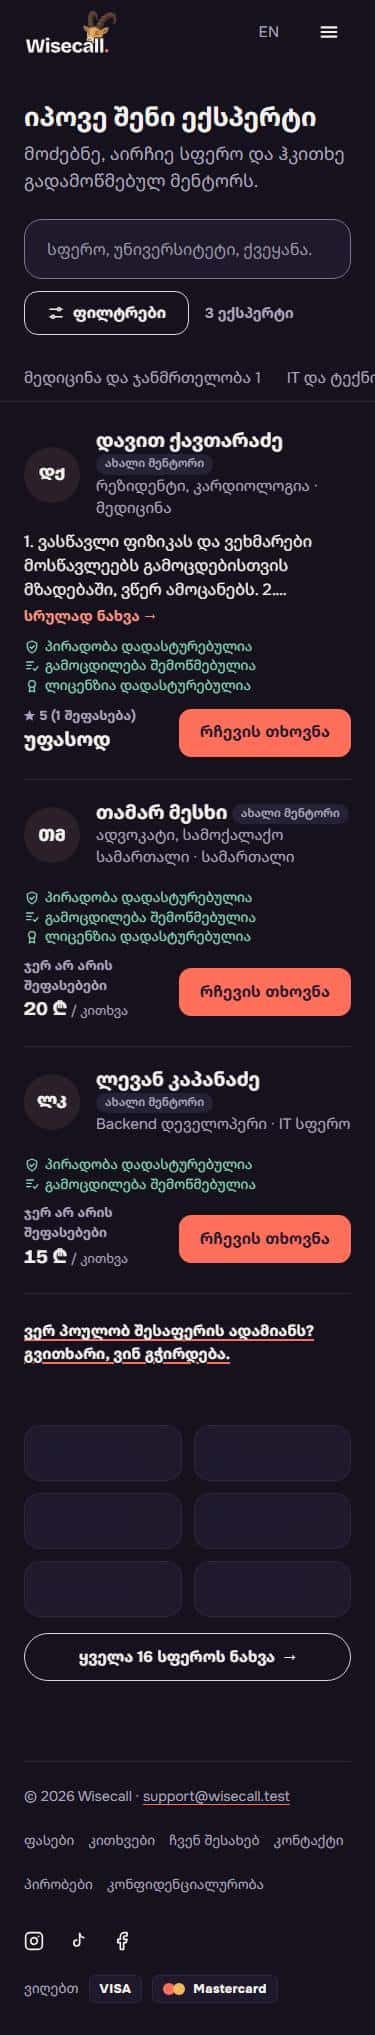 Wisecall.
EN
იპოვე შენი ექსპერტი
მოძებნე, აირჩიე სფერო და ჰკითხე
გადამოწმებულ მენტორს.
სფერო, უნივერსიტეტი, ქვეყანა.
ფილტრები
3 ექსპერტი
მედიცინა და ჯანმრთელობა 1
IT და ტექნ
დქ
დავით ქავთარაძე
ახალი მენტორი
რეზიდენტი, კარდიოლოგია ·
მედიცინა
1. ვასწავლი ფიზიკას და ვეხმარები
მოსწავლეებს გამოცდებისთვის
მზადებაში, ვწერ ამოცანებს. 2.…
სრულად ნახვა →
პირადობა დადასტურებულია
გამოცდილება შემოწმებულია
ლიცენზია დადასტურებულია
★ 5 (1 შეფასება)
უფასოდ
რჩევის თხოვნა
თმ
თამარ მესხი ახალი მენტორი
ადვოკატი, სამოქალაქო
სამართალი · სამართალი
პირადობა დადასტურებულია
გამოცდილება შემოწმებულია
ლიცენზია დადასტურებულია
ჯერ არ არის
შეფასებები
20 ₾ / კითხვა
რჩევის თხოვნა
ლკ
ლევან კაპანაძე
ახალი მენტორი
Backend დეველოპერი · IT სფერო
პირადობა დადასტურებულია
გამოცდილება შემოწმებულია
ჯერ არ არის
შეფასებები
15 ₾ / კითხვა
რჩევის თხოვნა
ვერ პოულობ შესაფერის ადამიანს?
გვითხარი, ვინ გჭირდება.
ყველა 16 სფეროს ნახვა →
© 2026 Wisecall · support@wisecall.test
ფასები კითხვები ჩვენ შესახებ კონტაქტი
პირობები კონფიდენციალურობა
ვიღებთ VISA Mastercard